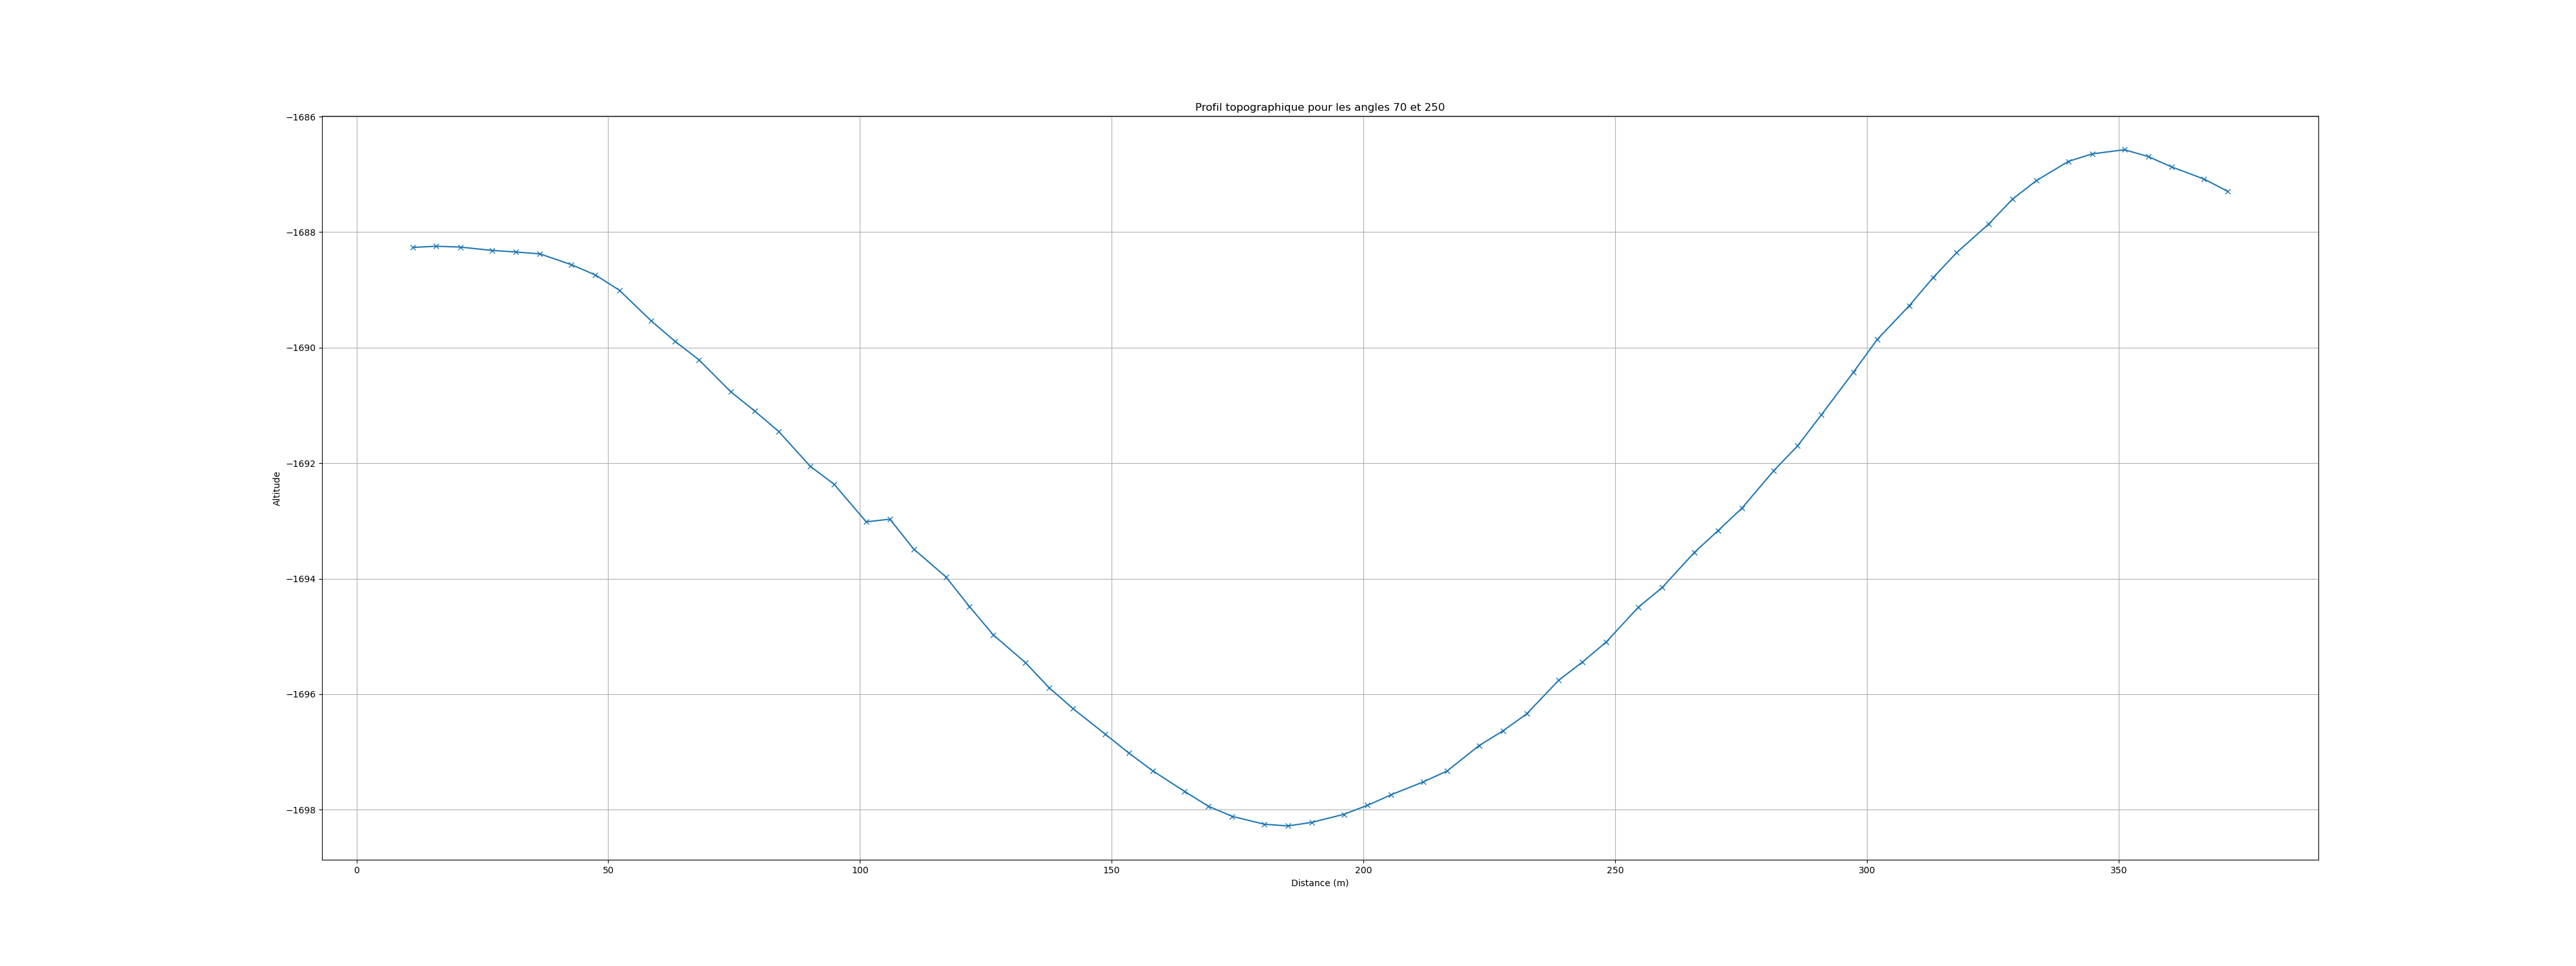 Profil topographique pour les angles 70 et 250
−1686
−1688
−1690
−1692
−1694
−1696
−1698
Altitude
0 50 100 150 200 250 300 350
Distance (m)